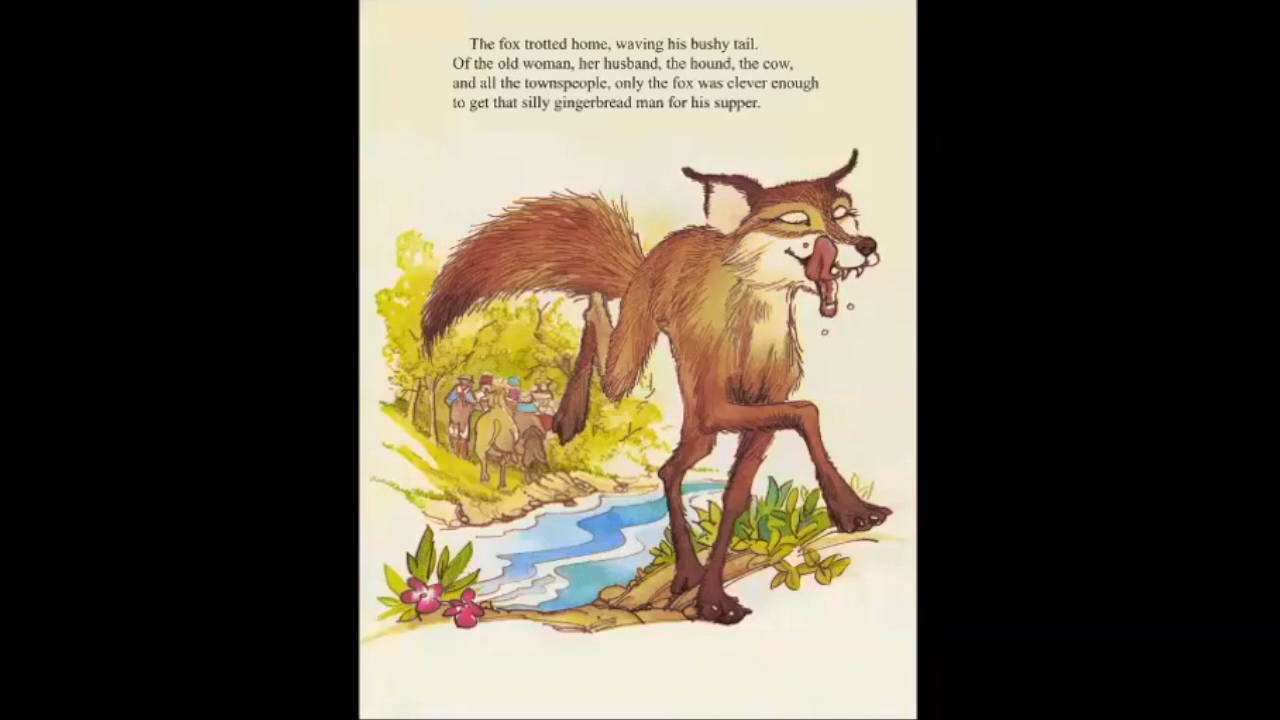 The fox trotted home, waving his bushy tail.
Of the old woman, her husband, the hound, the cow,
and all the townspeople, only the fox was clever enough
to get that silly gingerbread man for his supper.